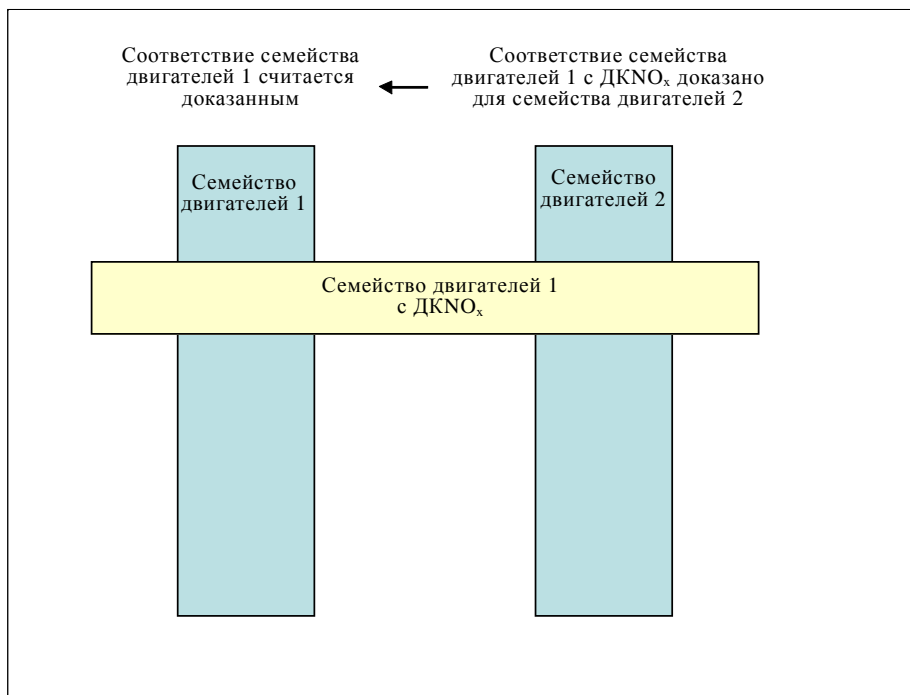 Соответствие семейства
двигателей 1 считается
доказанным
Соответствие семейства
двигателей 1 с ДКNOₓ доказано
для семейства двигателей 2
Семейство
двигателей 1
Семейство
двигателей 2
Семейство двигателей 1
с ДКNOₓ